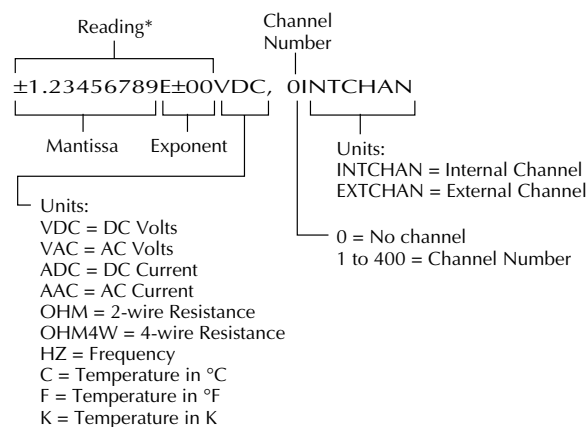 Reading*
Channel
Number
±1.23456789E±00VDC, 0INTCHAN
Mantissa
Exponent
Units:
INTCHAN = Internal Channel
EXTCHAN = External Channel
0 = No channel
1 to 400 = Channel Number
Units:
VDC = DC Volts
VAC = AC Volts
ADC = DC Current
AAC = AC Current
OHM = 2-wire Resistance
OHM4W = 4-wire Resistance
HZ = Frequency
C = Temperature in °C
F = Temperature in °F
K = Temperature in K